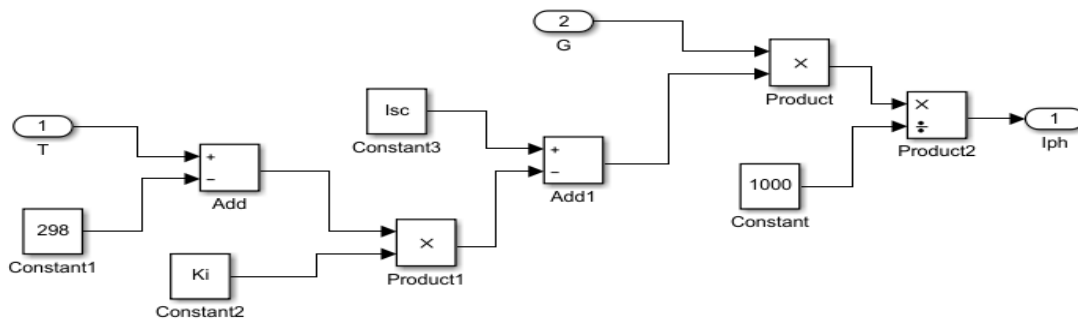 2
G
×
Product
Isc
Constant3
×
÷
Product2
1
Iph
1
T
+
−
Add
+
−
Add1
1000
Constant
298
Constant1
×
Product1
Ki
Constant2